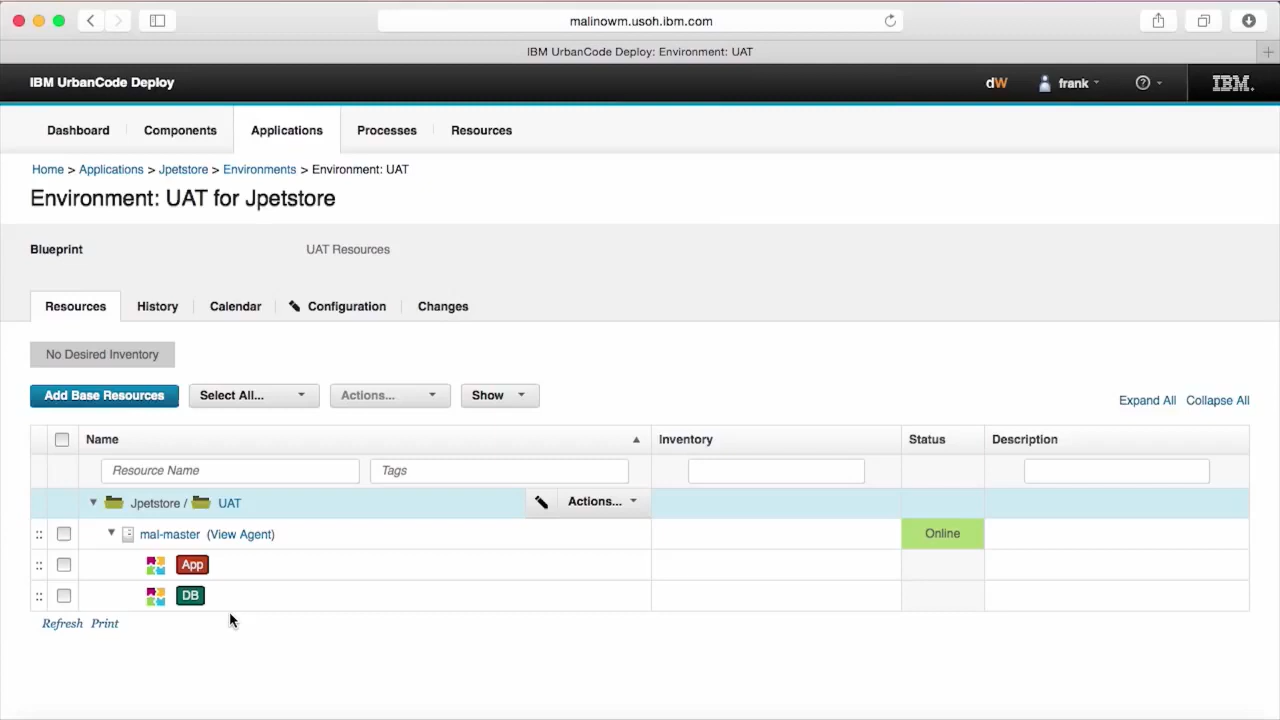 malinowm.usoh.ibm.com
IBM UrbanCode Deploy: Environment: UAT
IBM UrbanCode Deploy
dW
frank
IBM
Dashboard Components Applications Processes Resources
Home > Applications > Jpetstore > Environments > Environment: UAT
Environment: UAT for Jpetstore
Blueprint UAT Resources
Resources History Calendar Configuration Changes
No Desired Inventory
Add Base Resources Select All... Actions... Show Expand All Collapse All
Name Inventory Status Description
Resource Name Tags
Jpetstore / UAT Actions...
mal-master (View Agent) Online
App
DB
Refresh Print